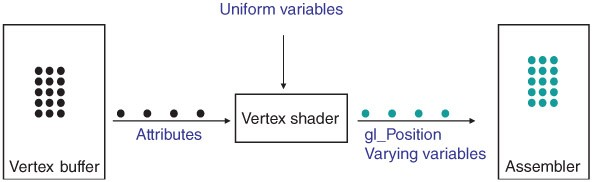 Uniform variables
Vertex buffer
Attributes
Vertex shader
gl_Position
Varying variables
Assembler